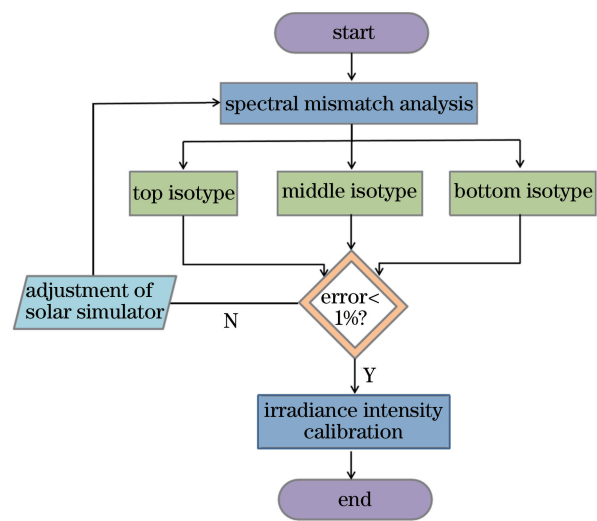 start
spectral mismatch analysis
top isotype
middle isotype
bottom isotype
adjustment of
solar simulator
N
error<
1%?
Y
irradiance intensity
calibration
end